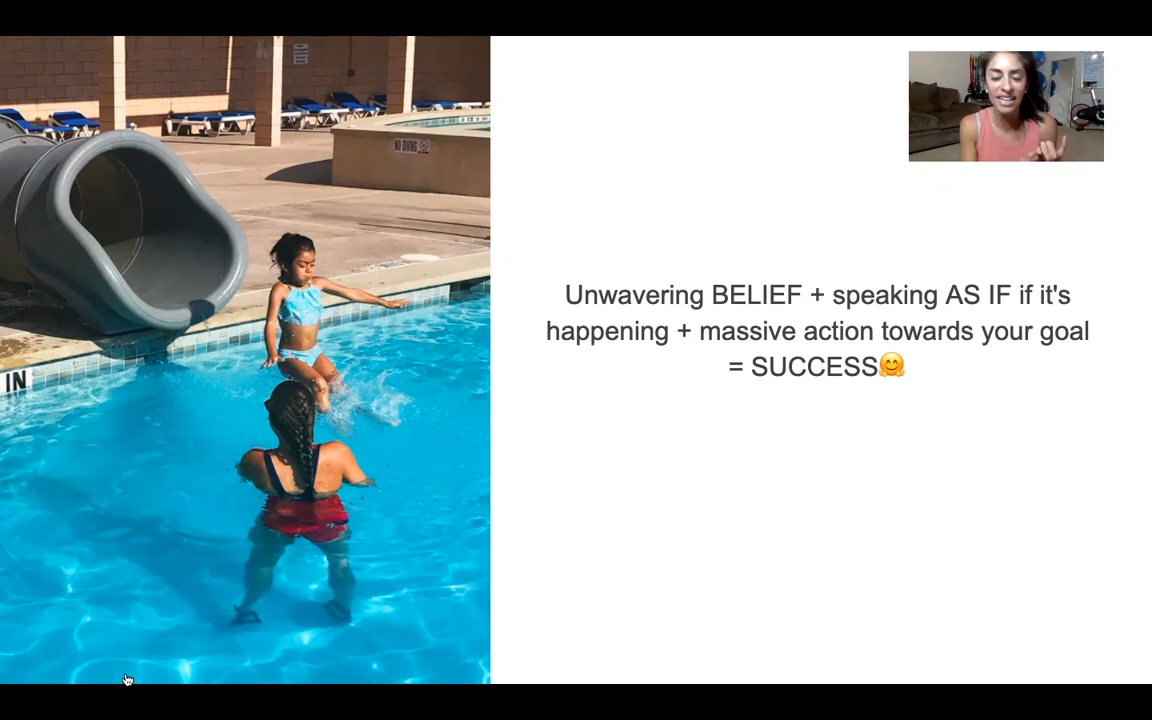 NO DIVING
IN
Unwavering BELIEF + speaking AS IF if it's
happening + massive action towards your goal
= SUCCESS🤗